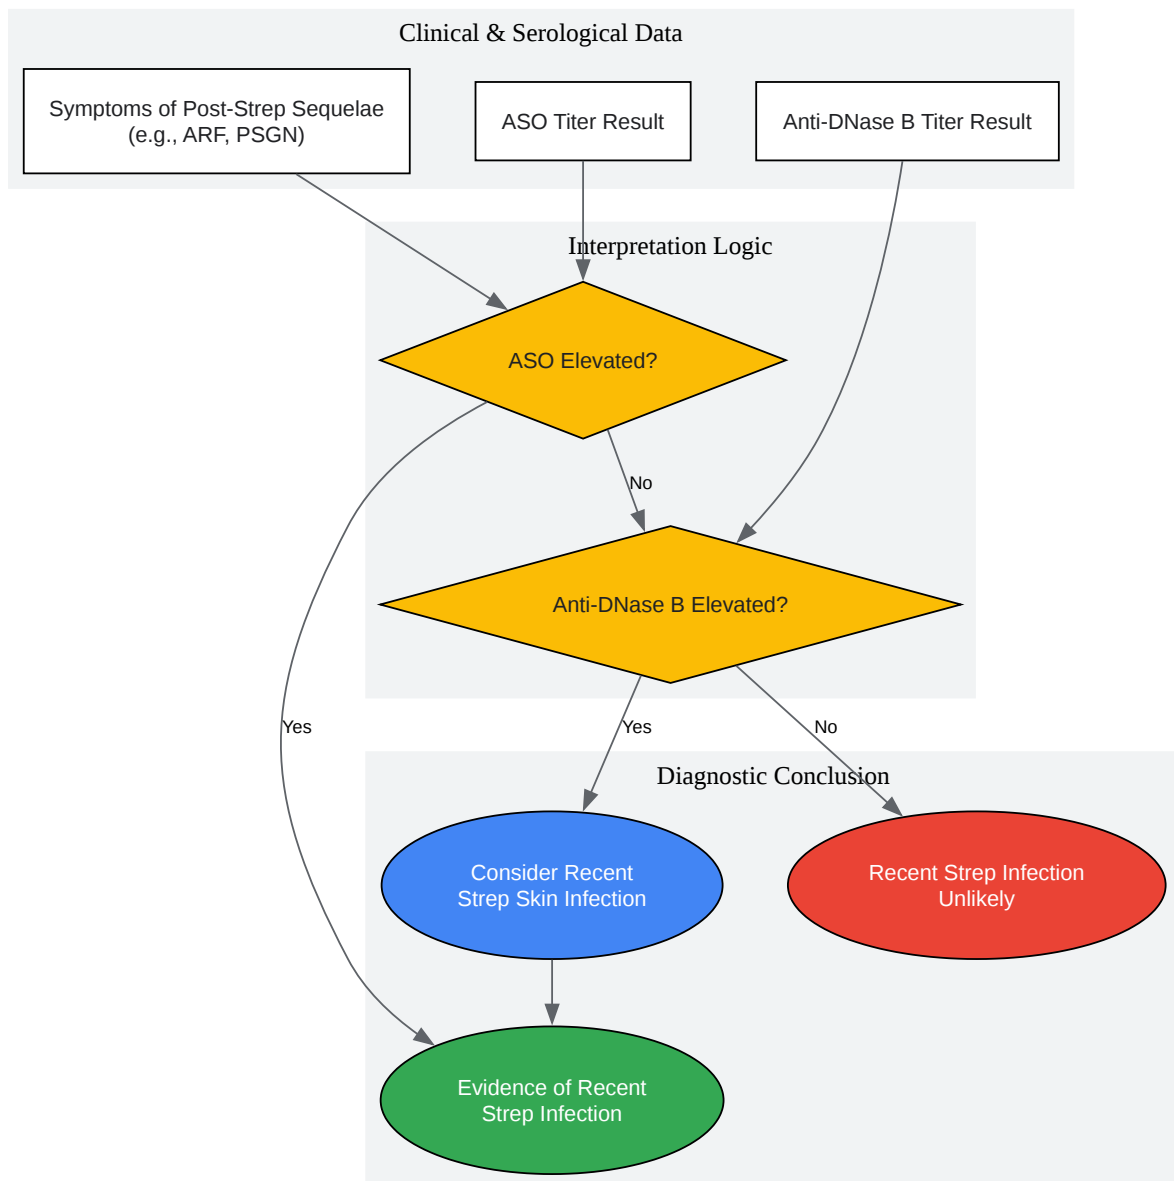 Clinical & Serological Data
Symptoms of Post-Strep Sequelae
(e.g., ARF, PSGN)
ASO Titer Result
Anti-DNase B Titer Result
Interpretation Logic
ASO Elevated?
No
Anti-DNase B Elevated?
Yes
Yes
No
Diagnostic Conclusion
Consider Recent
Strep Skin Infection
Recent Strep Infection
Unlikely
Evidence of Recent
Strep Infection